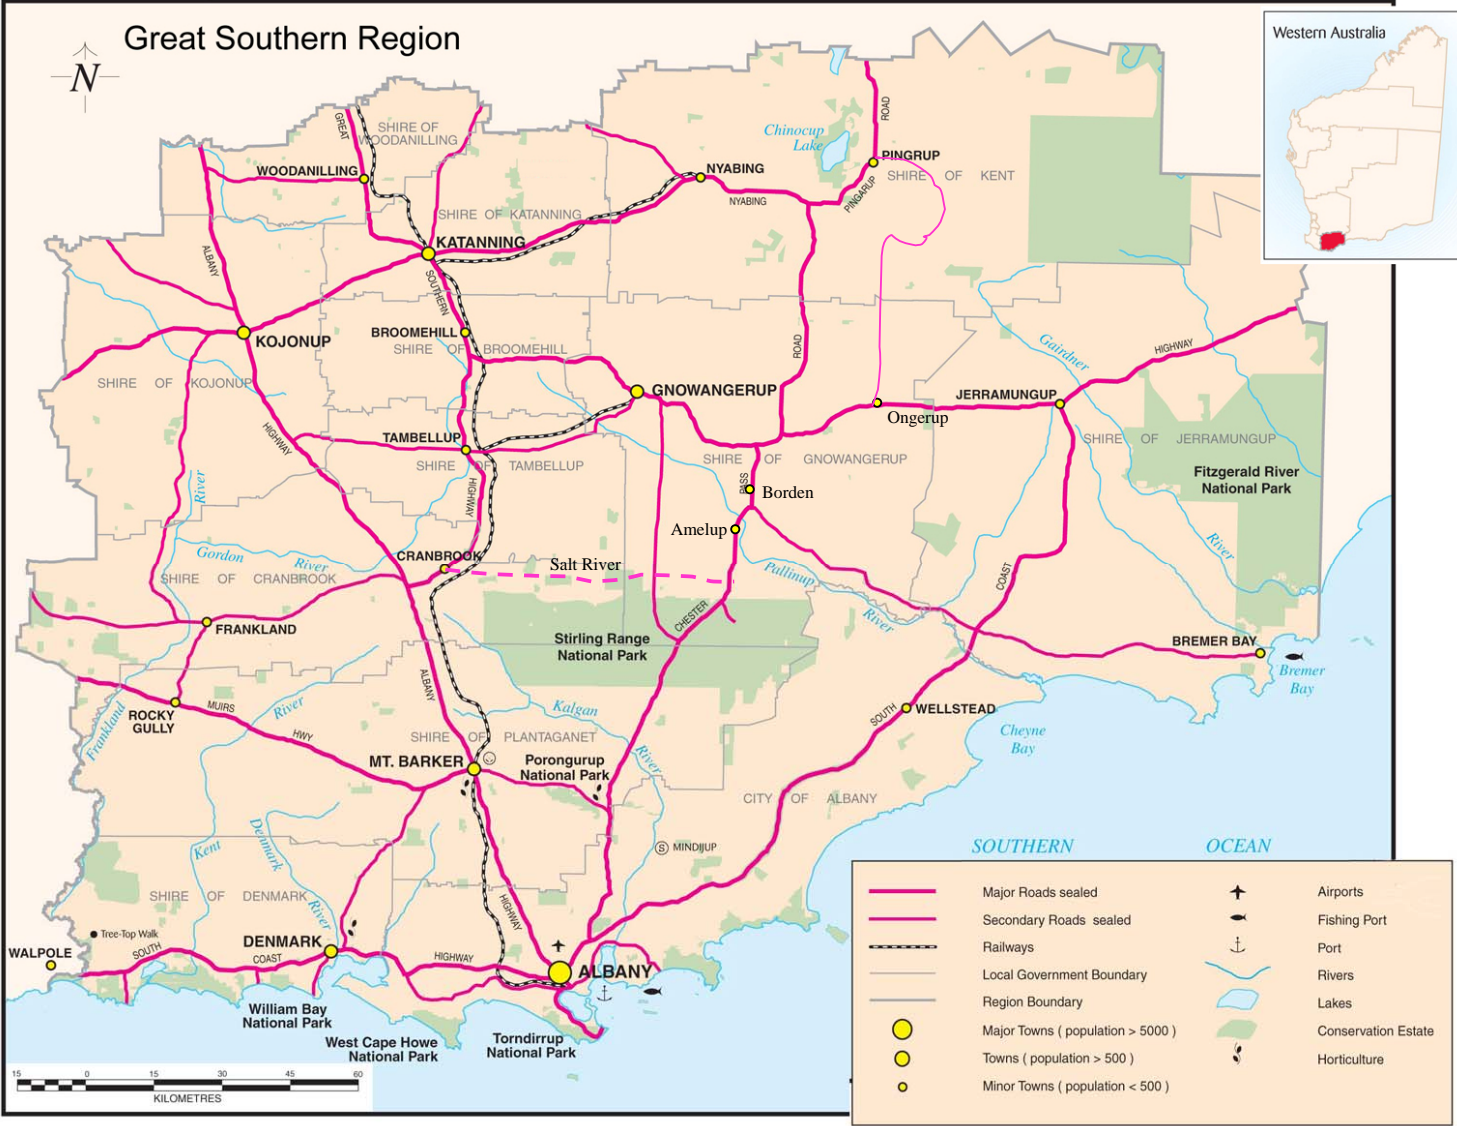 Great Southern Region
Western Australia
N
GREAT
SHIRE OF
WOODANILLING
WOODANILLING
Chinocup
Lake
ROAD
PINGRUP
SHIRE OF KENT
NYABING
NYABING
PINGARUP
SHIRE OF KATANNING
KATANNING
ALBANY
SOUTHERN
KOJONUP
BROOMEHILL
SHIRE OF BROOMEHILL
ROAD
Gairdner
HIGHWAY
SHIRE OF KOJONUP
GNOWANGERUP
JERRAMUNGUP
Ongerup
HIGHWAY
TAMBELLUP
SHIRE OF TAMBELLUP
SHIRE OF GNOWANGERUP
SHIRE OF JERRAMUNGUP
Fitzgerald River
National Park
River
HIGHWAY
PASS
Borden
Amelup
River
Gordon
River
CRANBROOK
Salt River
SHIRE OF CRANBROOK
Pallinup
River
COAST
CHESTER
FRANKLAND
Stirling Range
National Park
BREMER BAY
Bremer
Bay
ALBANY
ROCKY
GULLY
MUIRS
HWY
River
Frankland
Kalgan
River
SOUTH
WELLSTEAD
Cheyne
Bay
SHIRE OF PLANTAGANET
MT. BARKER
Porongurup
National Park
CITY OF ALBANY
Kent
Denmark
River
S MINDIJUP
SOUTHERN OCEAN
SHIRE OF DENMARK
HIGHWAY
Tree-Top Walk
WALPOLE
SOUTH
COAST
DENMARK
HIGHWAY
ALBANY
William Bay
National Park
West Cape Howe
National Park
Torndirrup
National Park
15 0 15 30 45 60
KILOMETRES
Major Roads sealed
Secondary Roads sealed
Railways
Local Government Boundary
Region Boundary
Major Towns ( population > 5000 )
Towns ( population > 500 )
Minor Towns ( population < 500 )
Airports
Fishing Port
Port
Rivers
Lakes
Conservation Estate
Horticulture